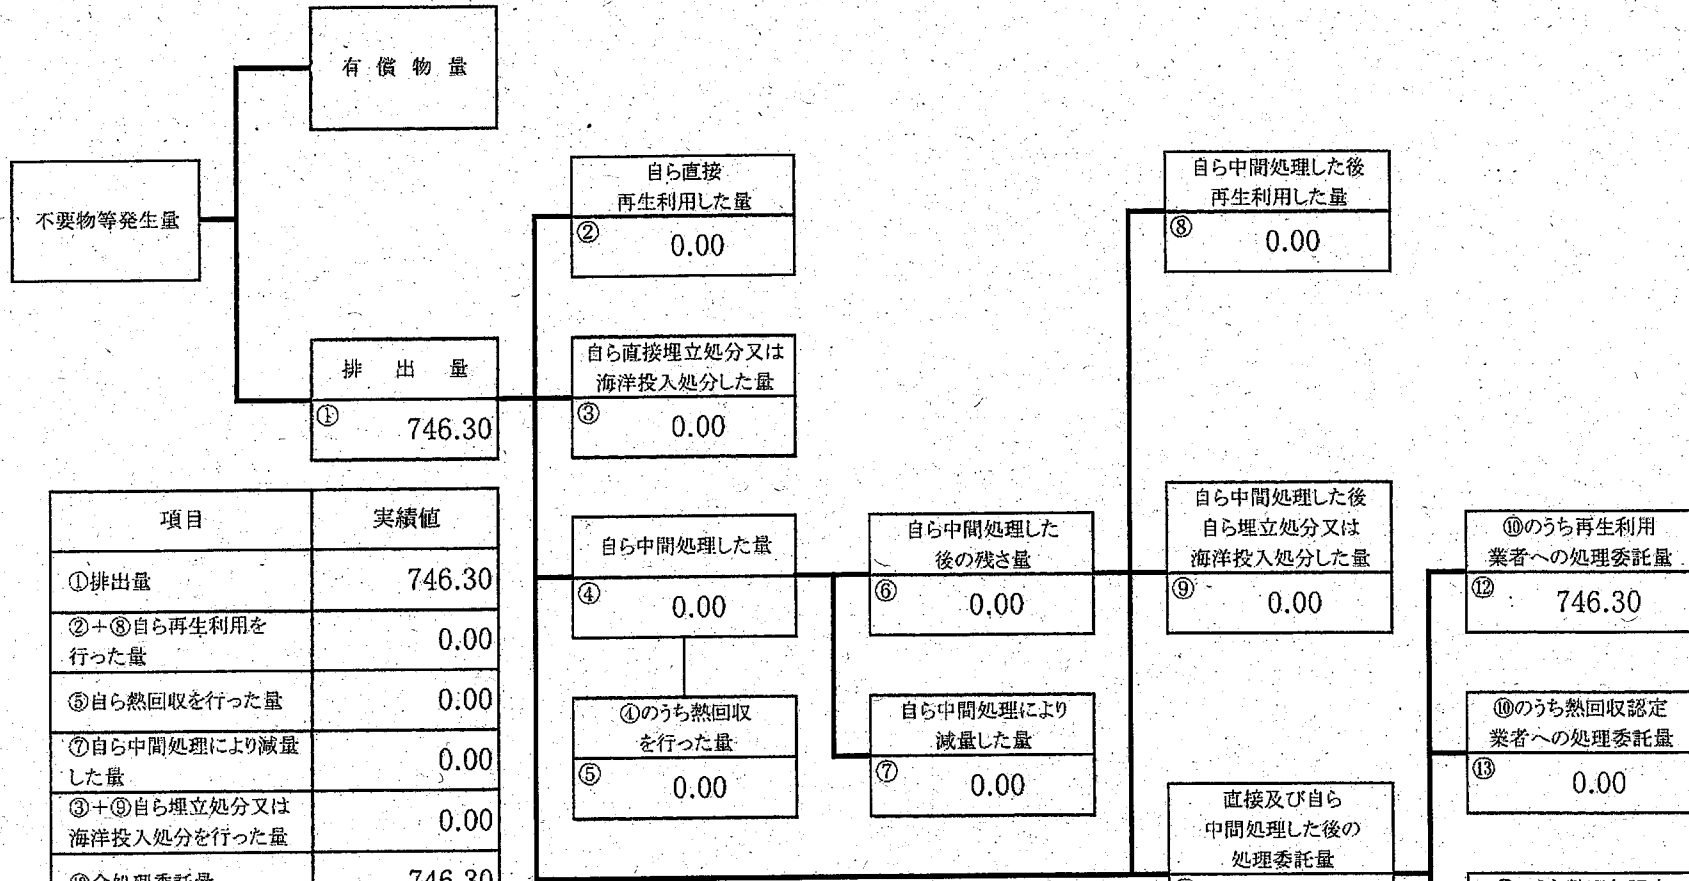 有償物量
不要物等発生量
排出量
①
746.30
自ら直接
再生利用した量
②
0.00
自ら直接埋立処分又は
海洋投入処分した量
③
0.00
自ら中間処理した量
④
0.00
④のうち熱回収
を行った量
⑤
0.00
自ら中間処理した
後の残さ量
⑥
0.00
自ら中間処理により
減量した量
⑦
0.00
自ら中間処理した後
再生利用した量
⑧
0.00
自ら中間処理した後
自ら埋立処分又は
海洋投入処分した量
⑨
0.00
直接及び自ら
中間処理した後の
処理委託量
⑩のうち再生利用
業者への処理委託量
⑫
746.30
⑩のうち熱回収認定
業者への処理委託量
⑬
0.00
項目 実績値
①排出量 746.30
②+⑧自ら再生利用を
行った量 0.00
⑤自ら熱回収を行った量 0.00
⑦自ら中間処理により減量
した量 0.00
③+⑨自ら埋立処分又は
海洋投入処分を行った量 0.00
⑩全処理委託量 746.30